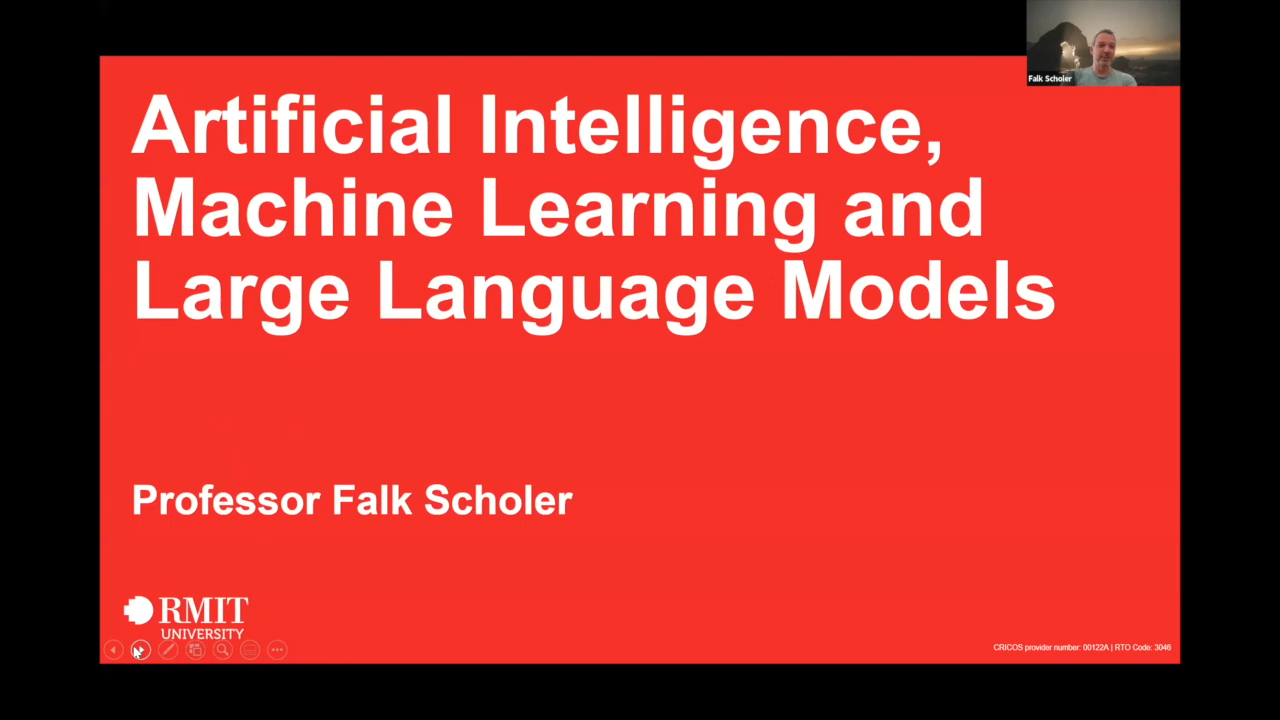 Falk Scholer
Artificial Intelligence,
Machine Learning and
Large Language Models
Professor Falk Scholer
RMIT
UNIVERSITY
CRICOS provider number: 00122A | RTO Code: 3046